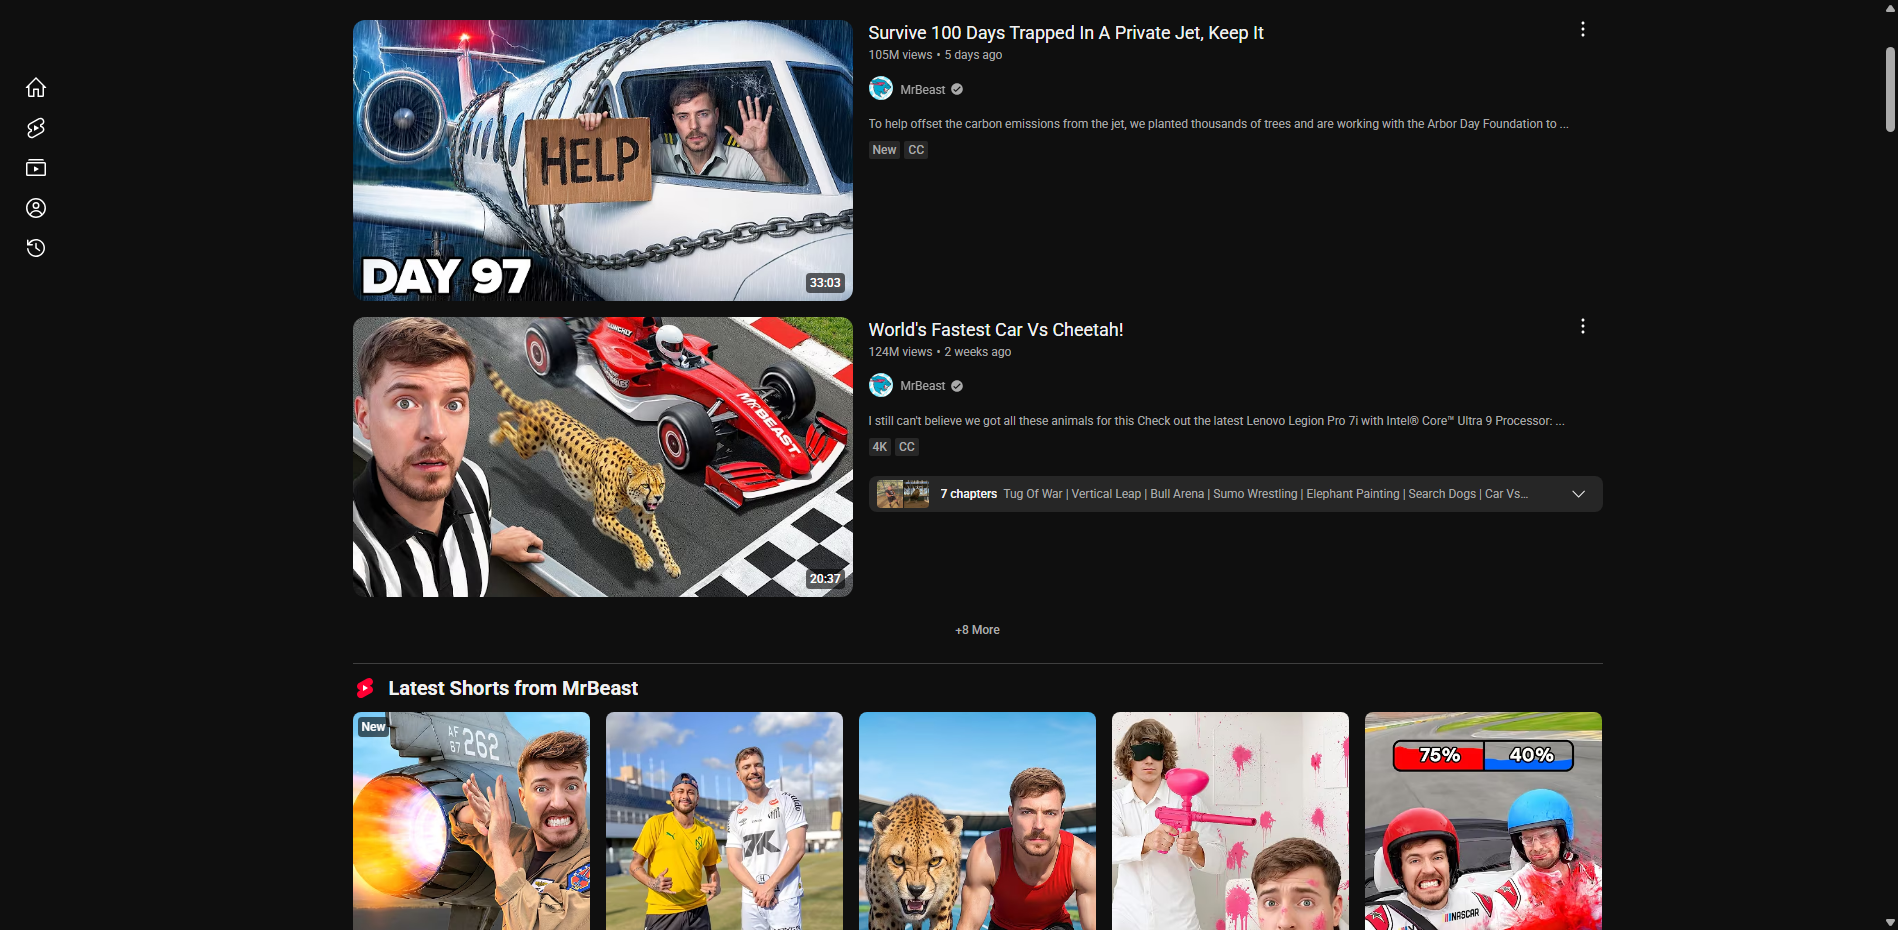 Survive 100 Days Trapped In A Private Jet, Keep It
105M views • 5 days ago
MrBeast
To help offset the carbon emissions from the jet, we planted thousands of trees and are working with the Arbor Day Foundation to ...
New CC
HELP
DAY 97
33:03
World's Fastest Car Vs Cheetah!
124M views • 2 weeks ago
MrBeast
I still can't believe we got all these animals for this Check out the latest Lenovo Legion Pro 7i with Intel® Core™ Ultra 9 Processor: ...
4K CC
7 chapters Tug Of War | Vertical Leap | Bull Arena | Sumo Wrestling | Elephant Painting | Search Dogs | Car Vs...
MRBEAST
20:37
+8 More
Latest Shorts from MrBeast
New
AF
67 262
75% 40%
NASCAR